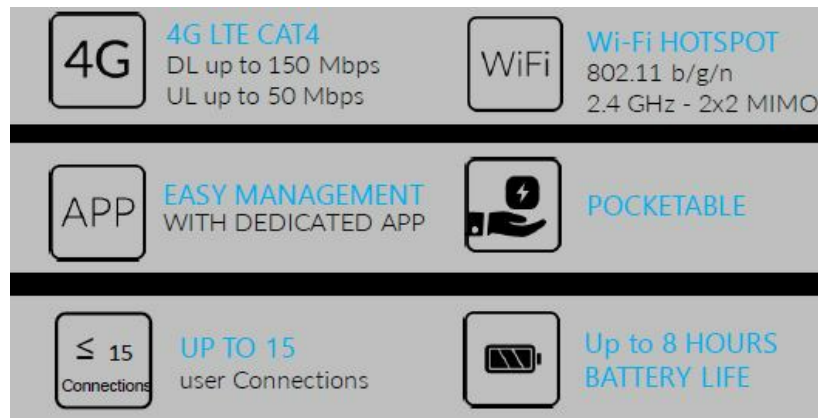 4G
4G LTE CAT4
DL up to 150 Mbps
UL up to 50 Mbps
WiFi
Wi-Fi HOTSPOT
802.11 b/g/n
2.4 GHz - 2x2 MIMO
APP
EASY MANAGEMENT
WITH DEDICATED APP
POCKETABLE
≤ 15
Connections
UP TO 15
user Connections
Up to 8 HOURS
BATTERY LIFE